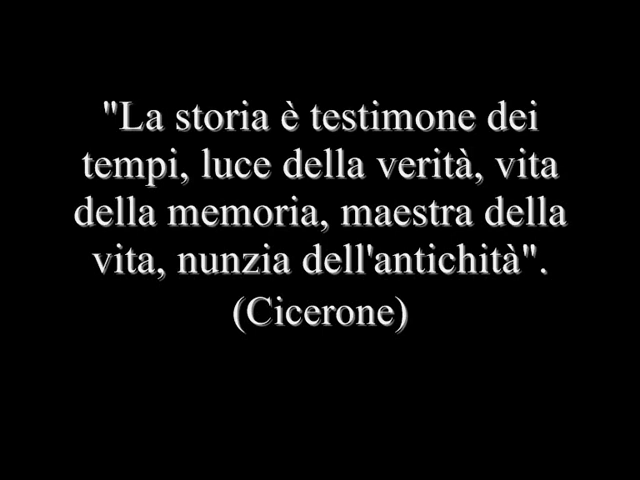 "La storia è testimone dei
tempi, luce della verità, vita
della memoria, maestra della
vita, nunzia dell'antichità".
(Cicerone)